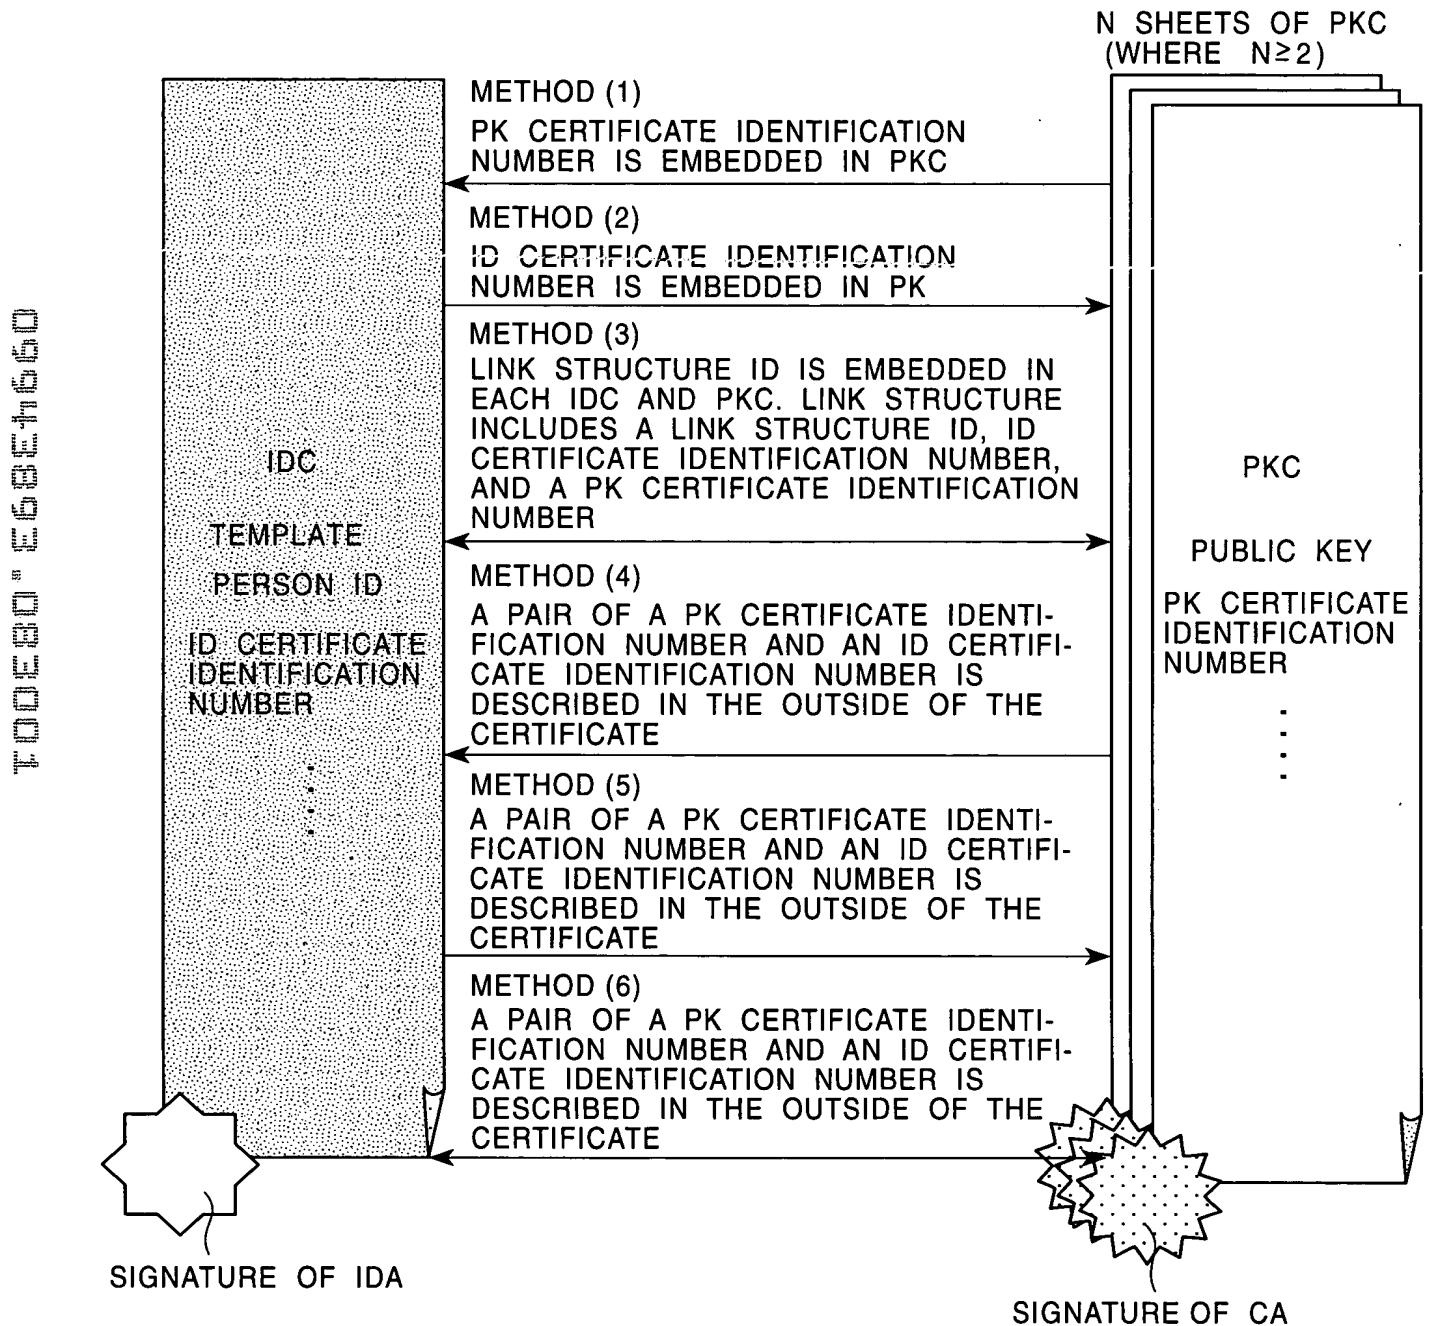 N SHEETS OF PKC
(WHERE N≥2)
METHOD (1)
PK CERTIFICATE IDENTIFICATION
NUMBER IS EMBEDDED IN PKC
METHOD (2)
ID CERTIFICATE IDENTIFICATION
NUMBER IS EMBEDDED IN PK
METHOD (3)
LINK STRUCTURE ID IS EMBEDDED IN
EACH IDC AND PKC. LINK STRUCTURE
INCLUDES A LINK STRUCTURE ID, ID
CERTIFICATE IDENTIFICATION NUMBER,
AND A PK CERTIFICATE IDENTIFICATION
NUMBER
METHOD (4)
A PAIR OF A PK CERTIFICATE IDENTI-
FICATION NUMBER AND AN ID CERTIFI-
CATE IDENTIFICATION NUMBER IS
DESCRIBED IN THE OUTSIDE OF THE
CERTIFICATE
METHOD (5)
A PAIR OF A PK CERTIFICATE IDENTI-
FICATION NUMBER AND AN ID CERTIFI-
CATE IDENTIFICATION NUMBER IS
DESCRIBED IN THE OUTSIDE OF THE
CERTIFICATE
METHOD (6)
A PAIR OF A PK CERTIFICATE IDENTI-
FICATION NUMBER AND AN ID CERTIFI-
CATE IDENTIFICATION NUMBER IS
DESCRIBED IN THE OUTSIDE OF THE
CERTIFICATE
IDC
TEMPLATE
PERSON ID
ID CERTIFICATE
IDENTIFICATION
NUMBER
PKC
PUBLIC KEY
PK CERTIFICATE
IDENTIFICATION
NUMBER
SIGNATURE OF IDA
SIGNATURE OF CA
09943893.083001